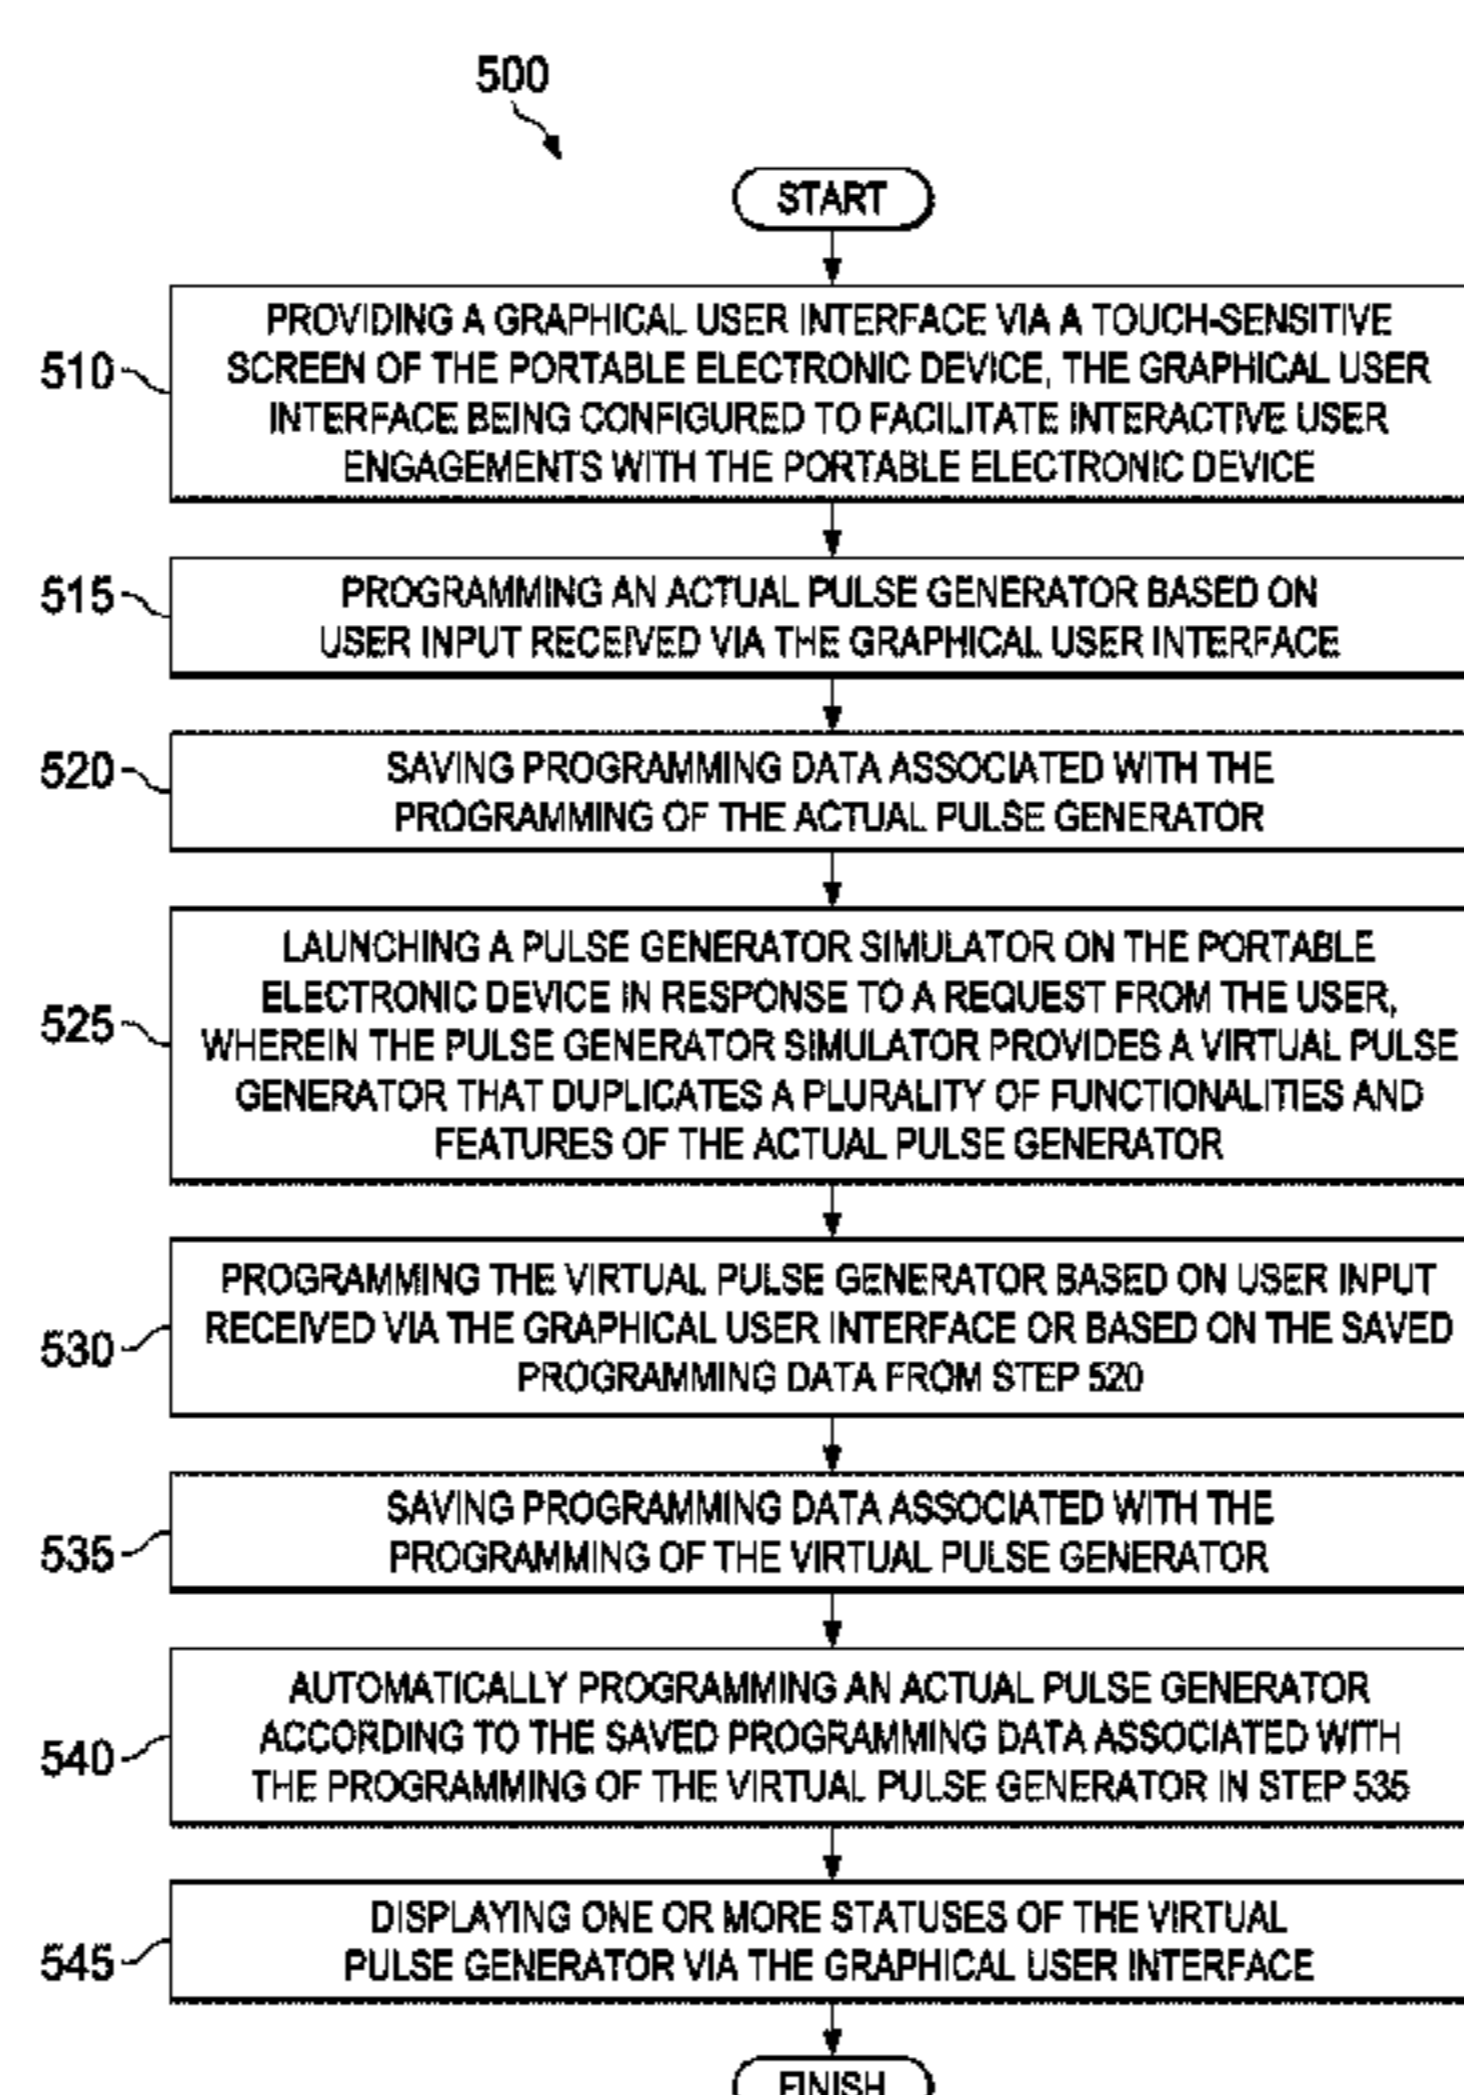 500
START
510
PROVIDING A GRAPHICAL USER INTERFACE VIA A TOUCH-SENSITIVE
SCREEN OF THE PORTABLE ELECTRONIC DEVICE, THE GRAPHICAL USER
INTERFACE BEING CONFIGURED TO FACILITATE INTERACTIVE USER
ENGAGEMENTS WITH THE PORTABLE ELECTRONIC DEVICE
515
PROGRAMMING AN ACTUAL PULSE GENERATOR BASED ON
USER INPUT RECEIVED VIA THE GRAPHICAL USER INTERFACE
520
SAVING PROGRAMMING DATA ASSOCIATED WITH THE
PROGRAMMING OF THE ACTUAL PULSE GENERATOR
525
LAUNCHING A PULSE GENERATOR SIMULATOR ON THE PORTABLE
ELECTRONIC DEVICE IN RESPONSE TO A REQUEST FROM THE USER,
WHEREIN THE PULSE GENERATOR SIMULATOR PROVIDES A VIRTUAL PULSE
GENERATOR THAT DUPLICATES A PLURALITY OF FUNCTIONALITIES AND
FEATURES OF THE ACTUAL PULSE GENERATOR
530
PROGRAMMING THE VIRTUAL PULSE GENERATOR BASED ON USER INPUT
RECEIVED VIA THE GRAPHICAL USER INTERFACE OR BASED ON THE SAVED
PROGRAMMING DATA FROM STEP 520
535
SAVING PROGRAMMING DATA ASSOCIATED WITH THE
PROGRAMMING OF THE VIRTUAL PULSE GENERATOR
540
AUTOMATICALLY PROGRAMMING AN ACTUAL PULSE GENERATOR
ACCORDING TO THE SAVED PROGRAMMING DATA ASSOCIATED WITH
THE PROGRAMMING OF THE VIRTUAL PULSE GENERATOR IN STEP 535
545
DISPLAYING ONE OR MORE STATUSES OF THE VIRTUAL
PULSE GENERATOR VIA THE GRAPHICAL USER INTERFACE
FINISH